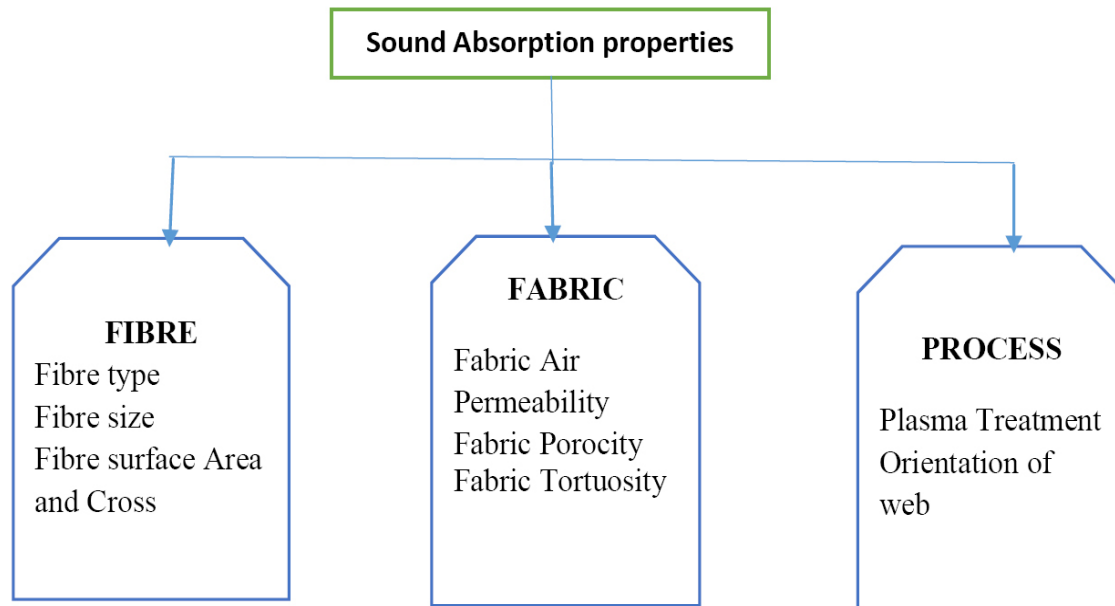 Sound Absorption properties
FIBRE
Fibre type
Fibre size
Fibre surface Area
and Cross
FABRIC
Fabric Air
Permeability
Fabric Porocity
Fabric Tortuosity
PROCESS
Plasma Treatment
Orientation of
web